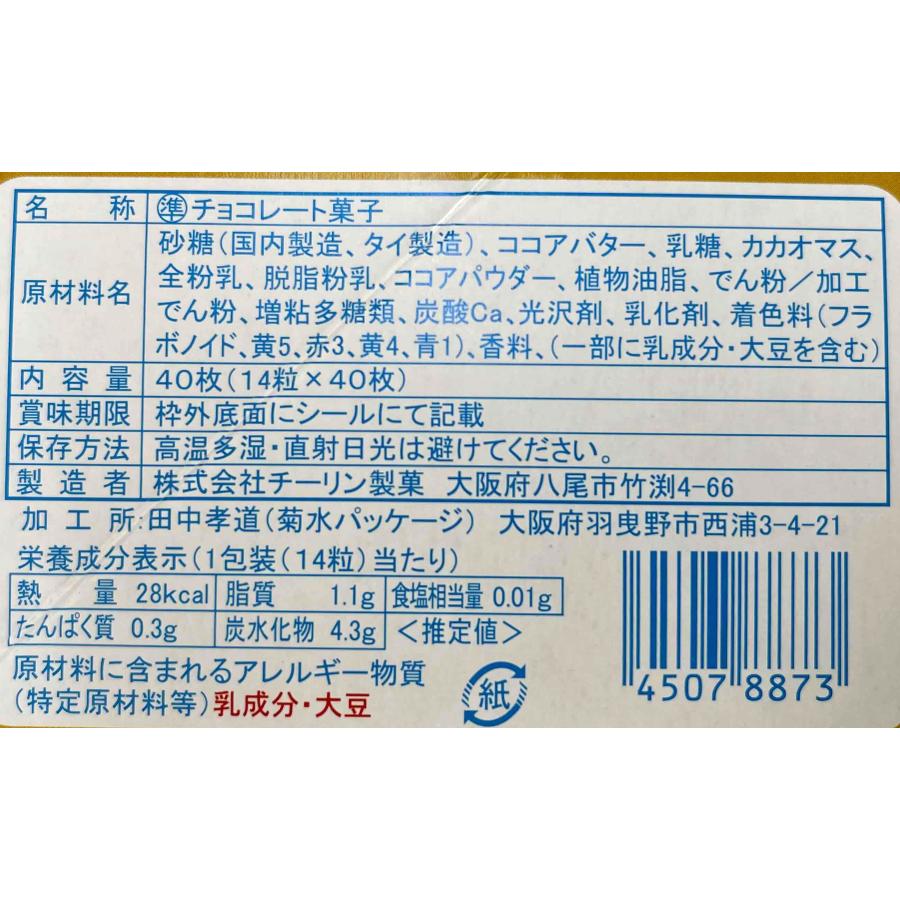 名称 ㊝チョコレート菓子
原材料名 砂糖(国内製造、タイ製造)、ココアバター、乳糖、カカオマス、
全粉乳、脱脂粉乳、ココアパウダー、植物油脂、でん粉／加工
でん粉、増粘多糖類、炭酸Ca、光沢剤、乳化剤、着色料(フラ
ボノイド、黄5、赤3、黄4、青1)、香料、(一部に乳成分・大豆を含む)
内容量 40枚(14粒×40枚)
賞味期限 枠外底面にシールにて記載
保存方法 高温多湿・直射日光は避けてください。
製造者 株式会社チーリン製菓 大阪府八尾市竹渕4-66
加工所:田中孝道(菊水パッケージ) 大阪府羽曳野市西浦3-4-21
栄養成分表示(1包装(14粒)当たり)
熱量 28kcal 脂質 1.1g 食塩相当量 0.01g
たんぱく質 0.3g 炭水化物 4.3g <推定値>
原材料に含まれるアレルギー物質
(特定原材料等)乳成分・大豆
紙
4507 8873